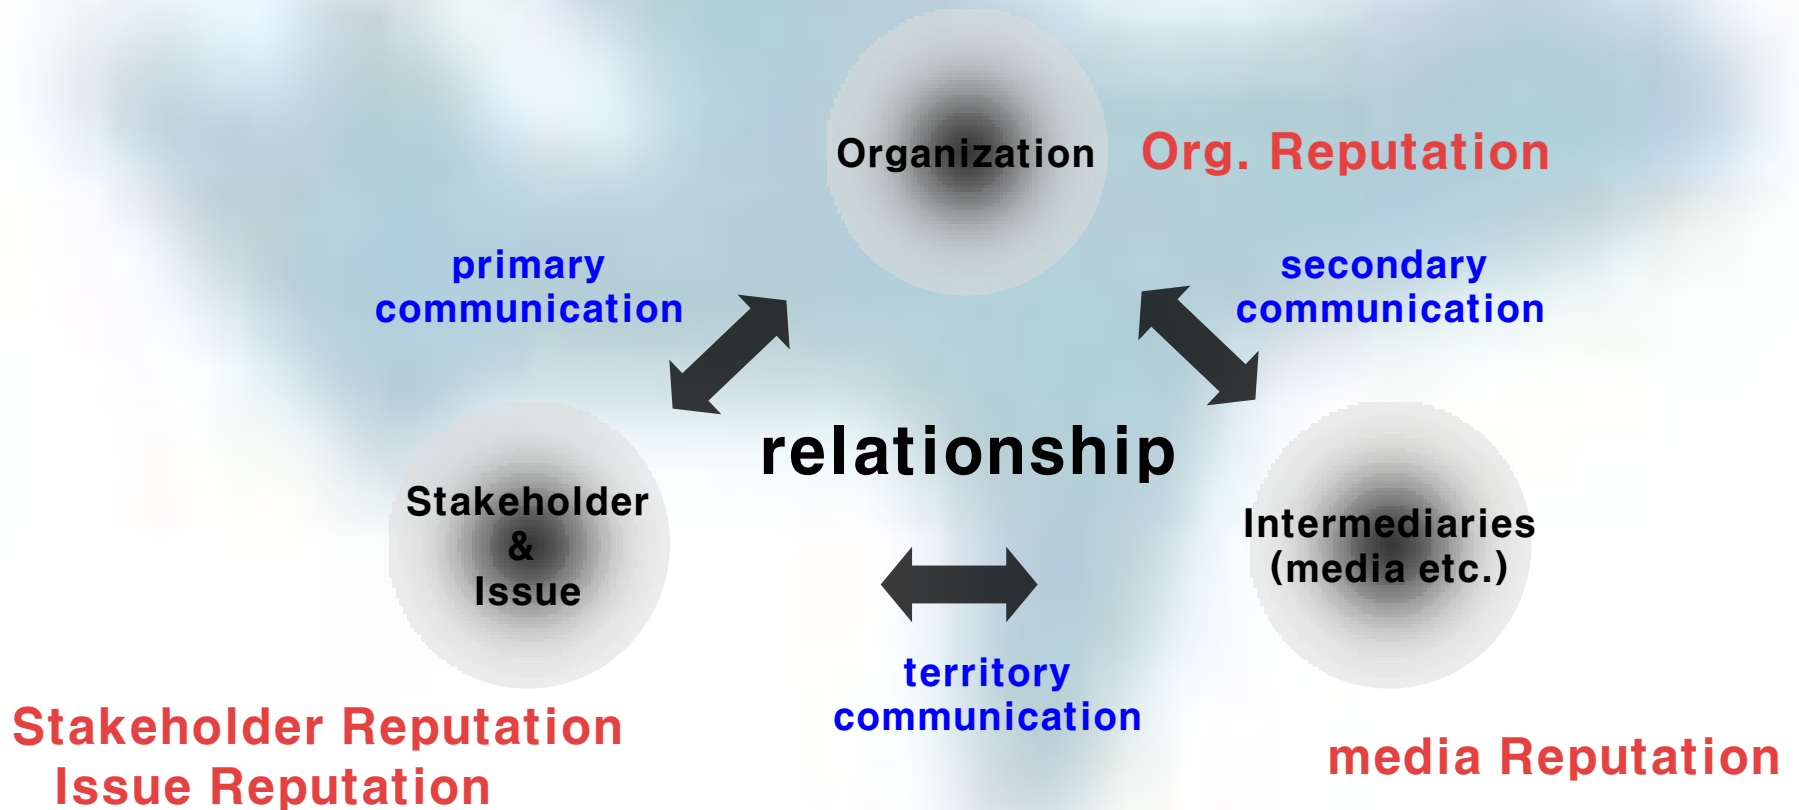 Organization
Org. Reputation
primary
communication
secondary
communication
relationship
Stakeholder
&
Issue
Intermediaries
(media etc.)
territory
communication
Stakeholder Reputation
Issue Reputation
media Reputation